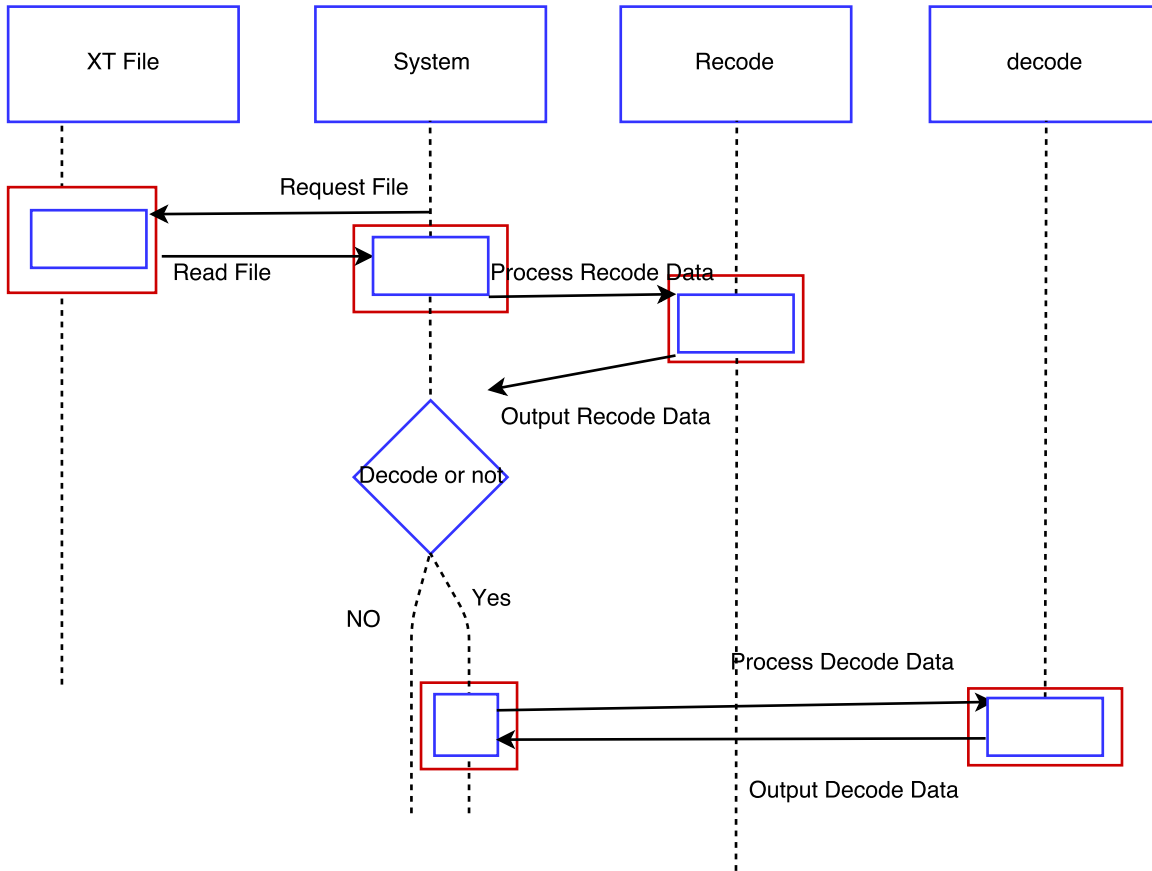 XT File
System
Recode
decode
Request File
Read File
Process Recode Data
Output Recode Data
Decode or not
Yes
NO
Process Decode Data
Output Decode Data